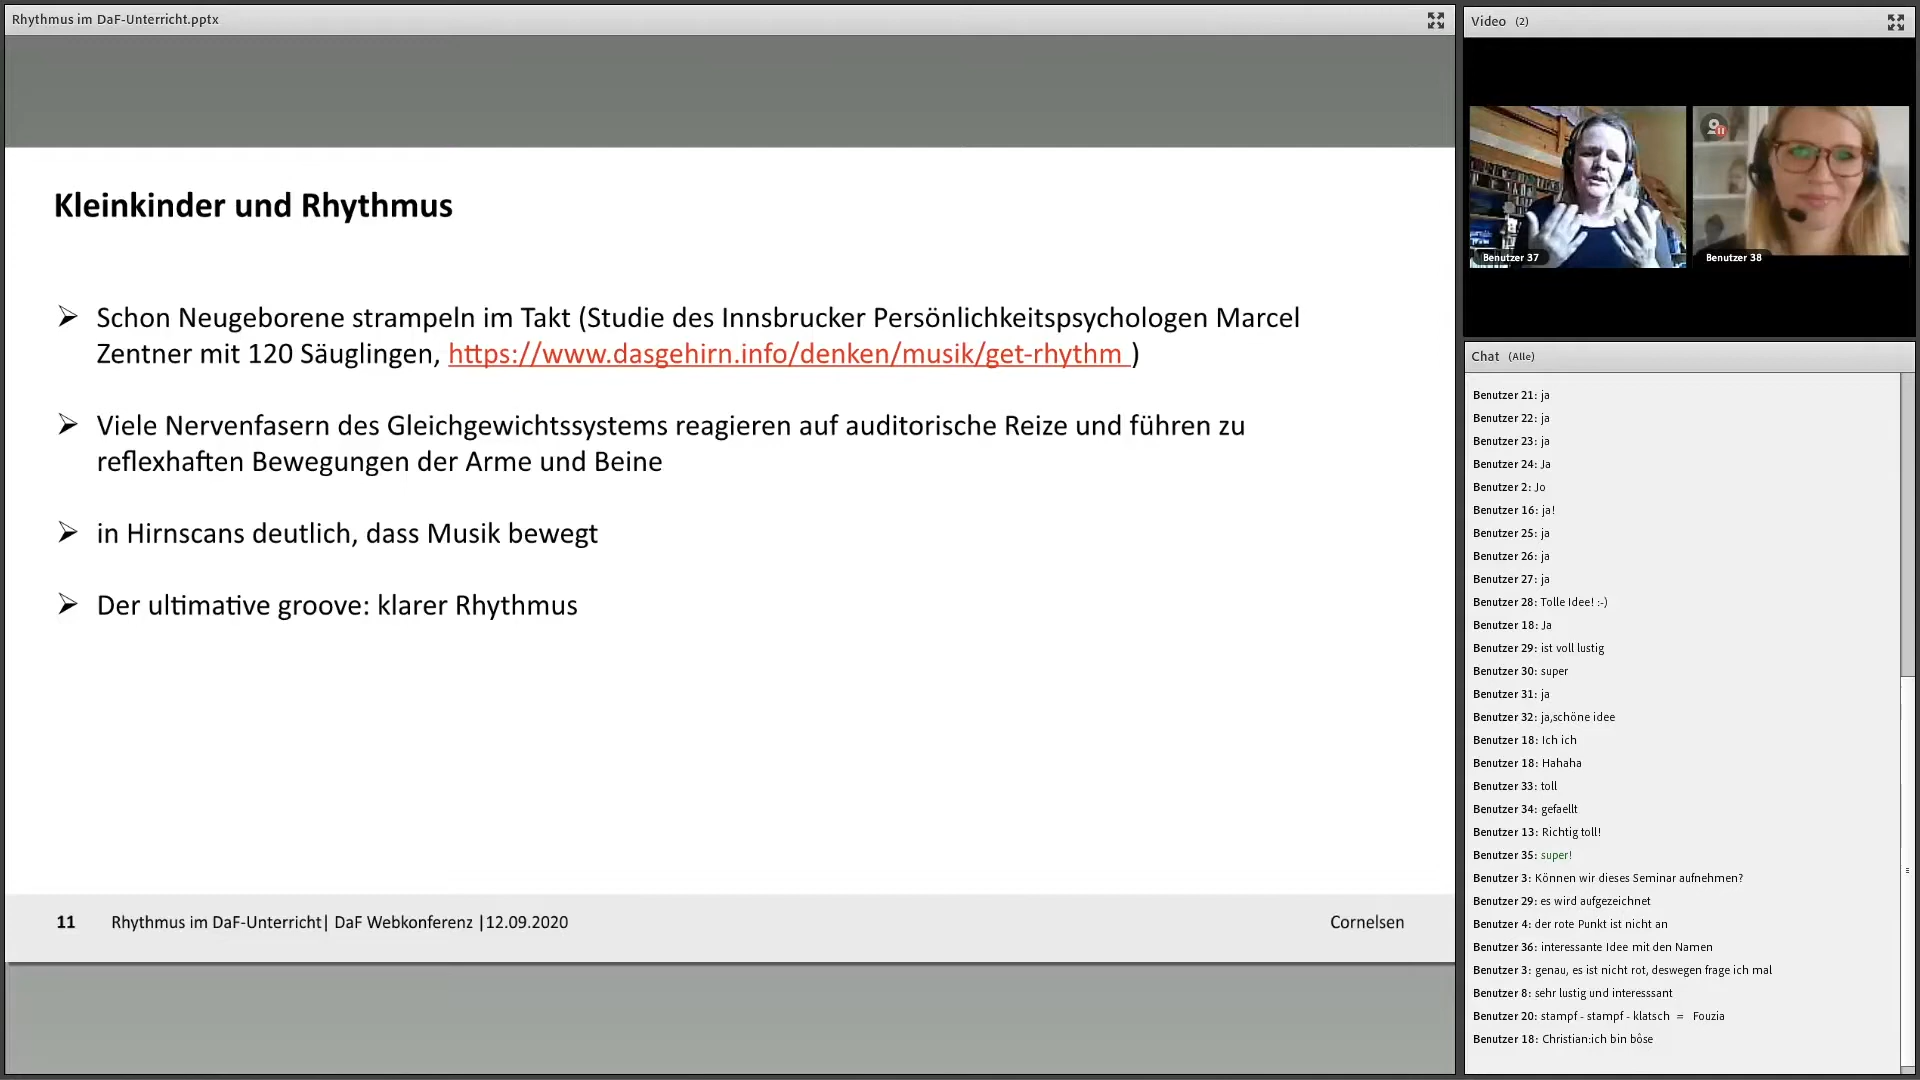 Rhythmus im DaF-Unterricht.pptx
Kleinkinder und Rhythmus
Schon Neugeborene strampeln im Takt (Studie des Innsbrucker Persönlichkeitspsychologen Marcel
Zentner mit 120 Säuglingen, https://www.dasgehirn.info/denken/musik/get-rhythm )
Viele Nervenfasern des Gleichgewichtssystems reagieren auf auditorische Reize und führen zu
reflexhaften Bewegungen der Arme und Beine
in Hirnscans deutlich, dass Musik bewegt
Der ultimative groove: klarer Rhythmus
11 Rhythmus im DaF-Unterricht| DaF Webkonferenz |12.09.2020 Cornelsen
Video (2)
Benutzer 37
Benutzer 38
Chat (Alle)
Benutzer 21: ja
Benutzer 22: ja
Benutzer 23: ja
Benutzer 24: Ja
Benutzer 2: Jo
Benutzer 16: ja!
Benutzer 25: ja
Benutzer 26: ja
Benutzer 27: ja
Benutzer 28: Tolle Idee! :-)
Benutzer 18: Ja
Benutzer 29: ist voll lustig
Benutzer 30: super
Benutzer 31: ja
Benutzer 32: ja,schöne idee
Benutzer 18: Ich ich
Benutzer 18: Hahaha
Benutzer 33: toll
Benutzer 34: gefaellt
Benutzer 13: Richtig toll!
Benutzer 35: super!
Benutzer 3: Können wir dieses Seminar aufnehmen?
Benutzer 29: es wird aufgezeichnet
Benutzer 4: der rote Punkt ist nicht an
Benutzer 36: interessante Idee mit den Namen
Benutzer 3: genau, es ist nicht rot, deswegen frage ich mal
Benutzer 8: sehr lustig und interesssant
Benutzer 20: stampf - stampf - klatsch = Fouzia
Benutzer 18: Christian:ich bin böse